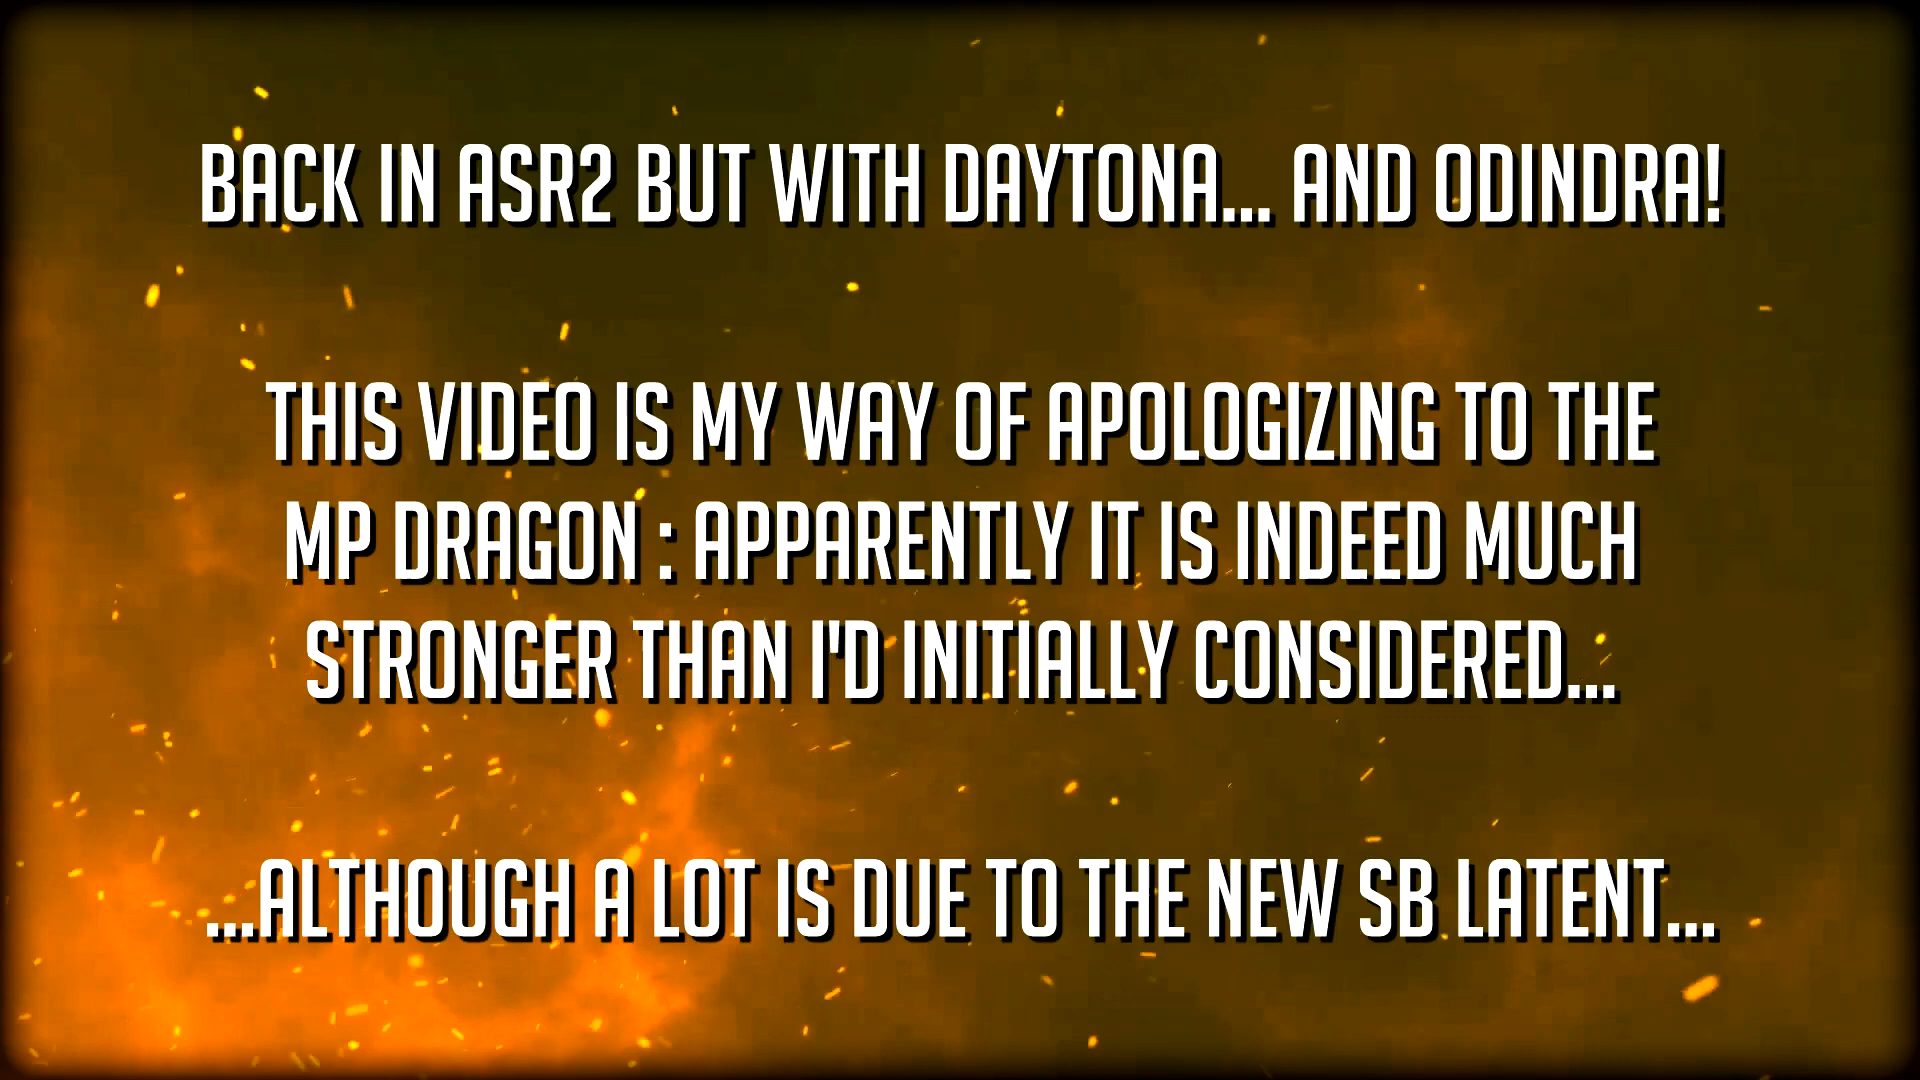 BACK IN ASR2 BUT WITH DAYTONA... AND ODINDRA!
THIS VIDEO IS MY WAY OF APOLOGIZING TO THE
MP DRAGON : APPARENTLY IT IS INDEED MUCH
STRONGER THAN I'D INITIALLY CONSIDERED...
...ALTHOUGH A LOT IS DUE TO THE NEW SB LATENT...